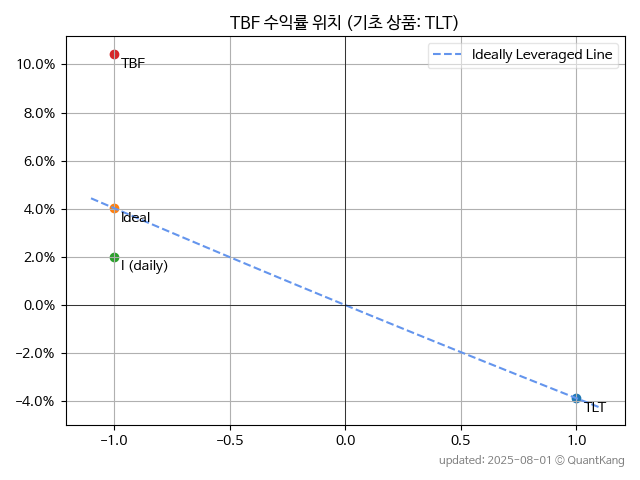 TBF 수익률 위치 (기초 상품: TLT)
Ideally Leveraged Line
10.0%
8.0%
6.0%
4.0%
2.0%
0.0%
−2.0%
−4.0%
TBF
Ideal
I (daily)
TLT
−1.0
−0.5
0.0
0.5
1.0
updated: 2025-08-01 © QuantKang